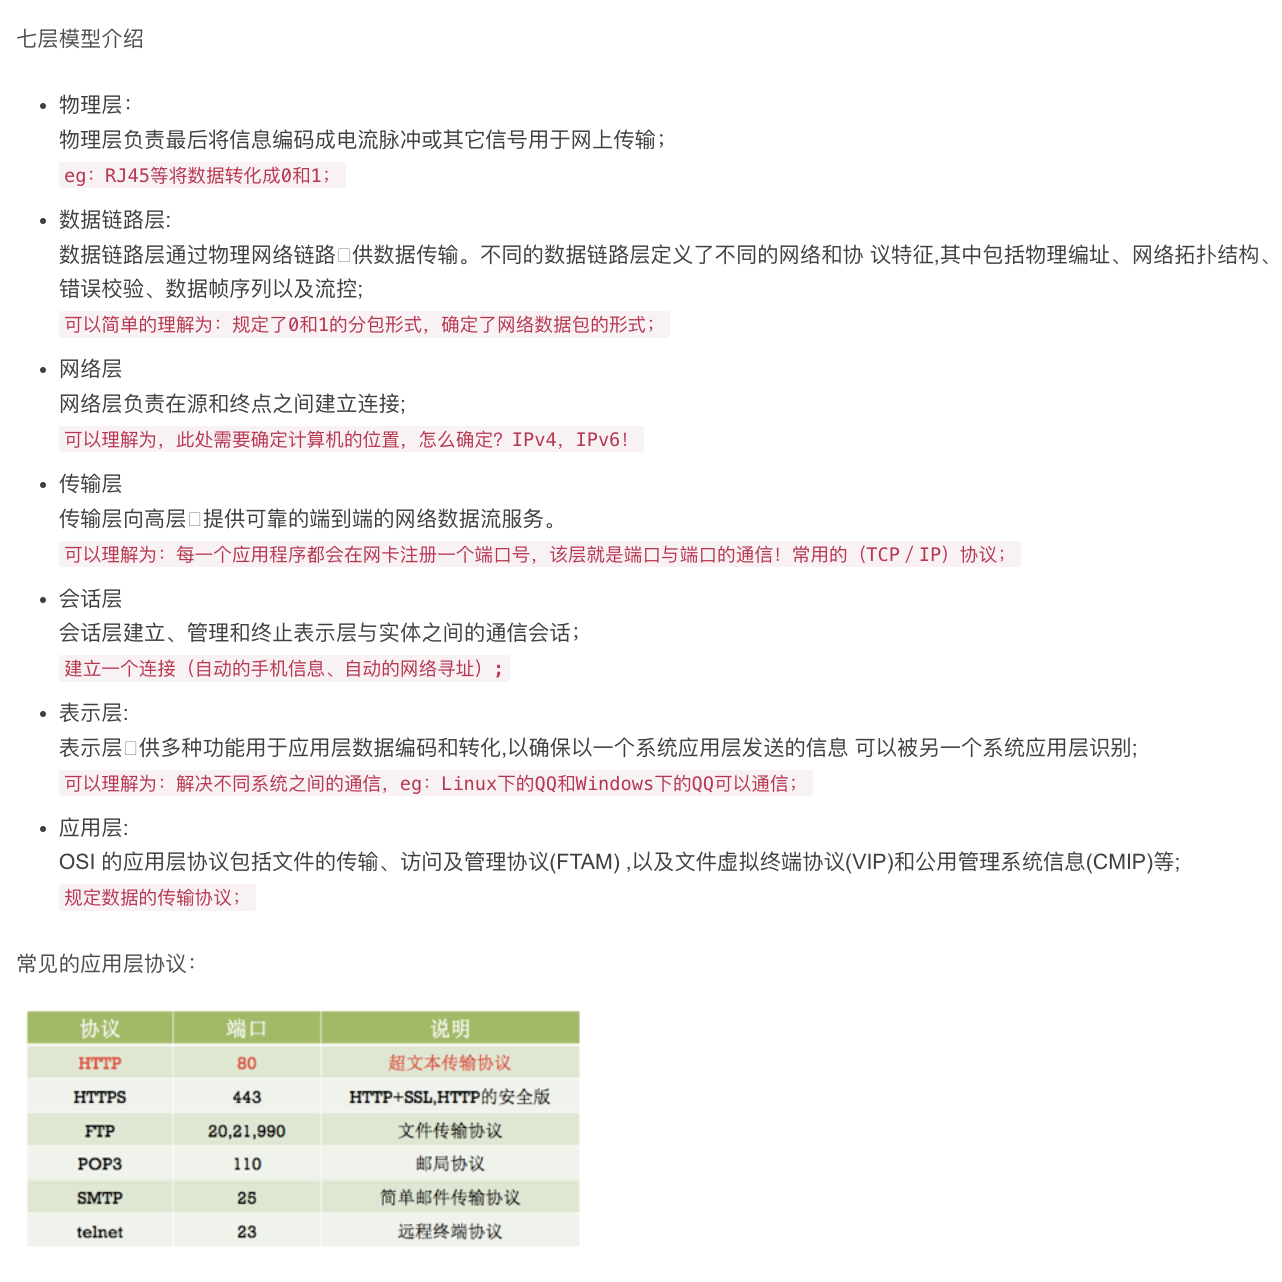 七层模型介绍
物理层：
物理层负责最后将信息编码成电流脉冲或其它信号用于网上传输；
eg：RJ45等将数据转化成0和1；
数据链路层:
数据链路层通过物理网络链路􏰀供数据传输。不同的数据链路层定义了不同的网络和协 议特征,其中包括物理编址、网络拓扑结构、
错误校验、数据帧序列以及流控;
可以简单的理解为：规定了0和1的分包形式，确定了网络数据包的形式；
网络层
网络层负责在源和终点之间建立连接;
可以理解为，此处需要确定计算机的位置，怎么确定？IPv4，IPv6！
传输层
传输层向高层􏰀提供可靠的端到端的网络数据流服务。
可以理解为：每一个应用程序都会在网卡注册一个端口号，该层就是端口与端口的通信！常用的（TCP／IP）协议；
会话层
会话层建立、管理和终止表示层与实体之间的通信会话；
建立一个连接（自动的手机信息、自动的网络寻址）;
表示层:
表示层􏰀供多种功能用于应用层数据编码和转化,以确保以一个系统应用层发送的信息 可以被另一个系统应用层识别;
可以理解为：解决不同系统之间的通信，eg：Linux下的QQ和Windows下的QQ可以通信；
应用层:
OSI 的应用层协议包括文件的传输、访问及管理协议(FTAM) ,以及文件虚拟终端协议(VIP)和公用管理系统信息(CMIP)等;
规定数据的传输协议；
常见的应用层协议：
协议 端口 说明
HTTP 80 超文本传输协议
HTTPS 443 HTTP+SSL,HTTP的安全版
FTP 20,21,990 文件传输协议
POP3 110 邮局协议
SMTP 25 简单邮件传输协议
telnet 23 远程终端协议